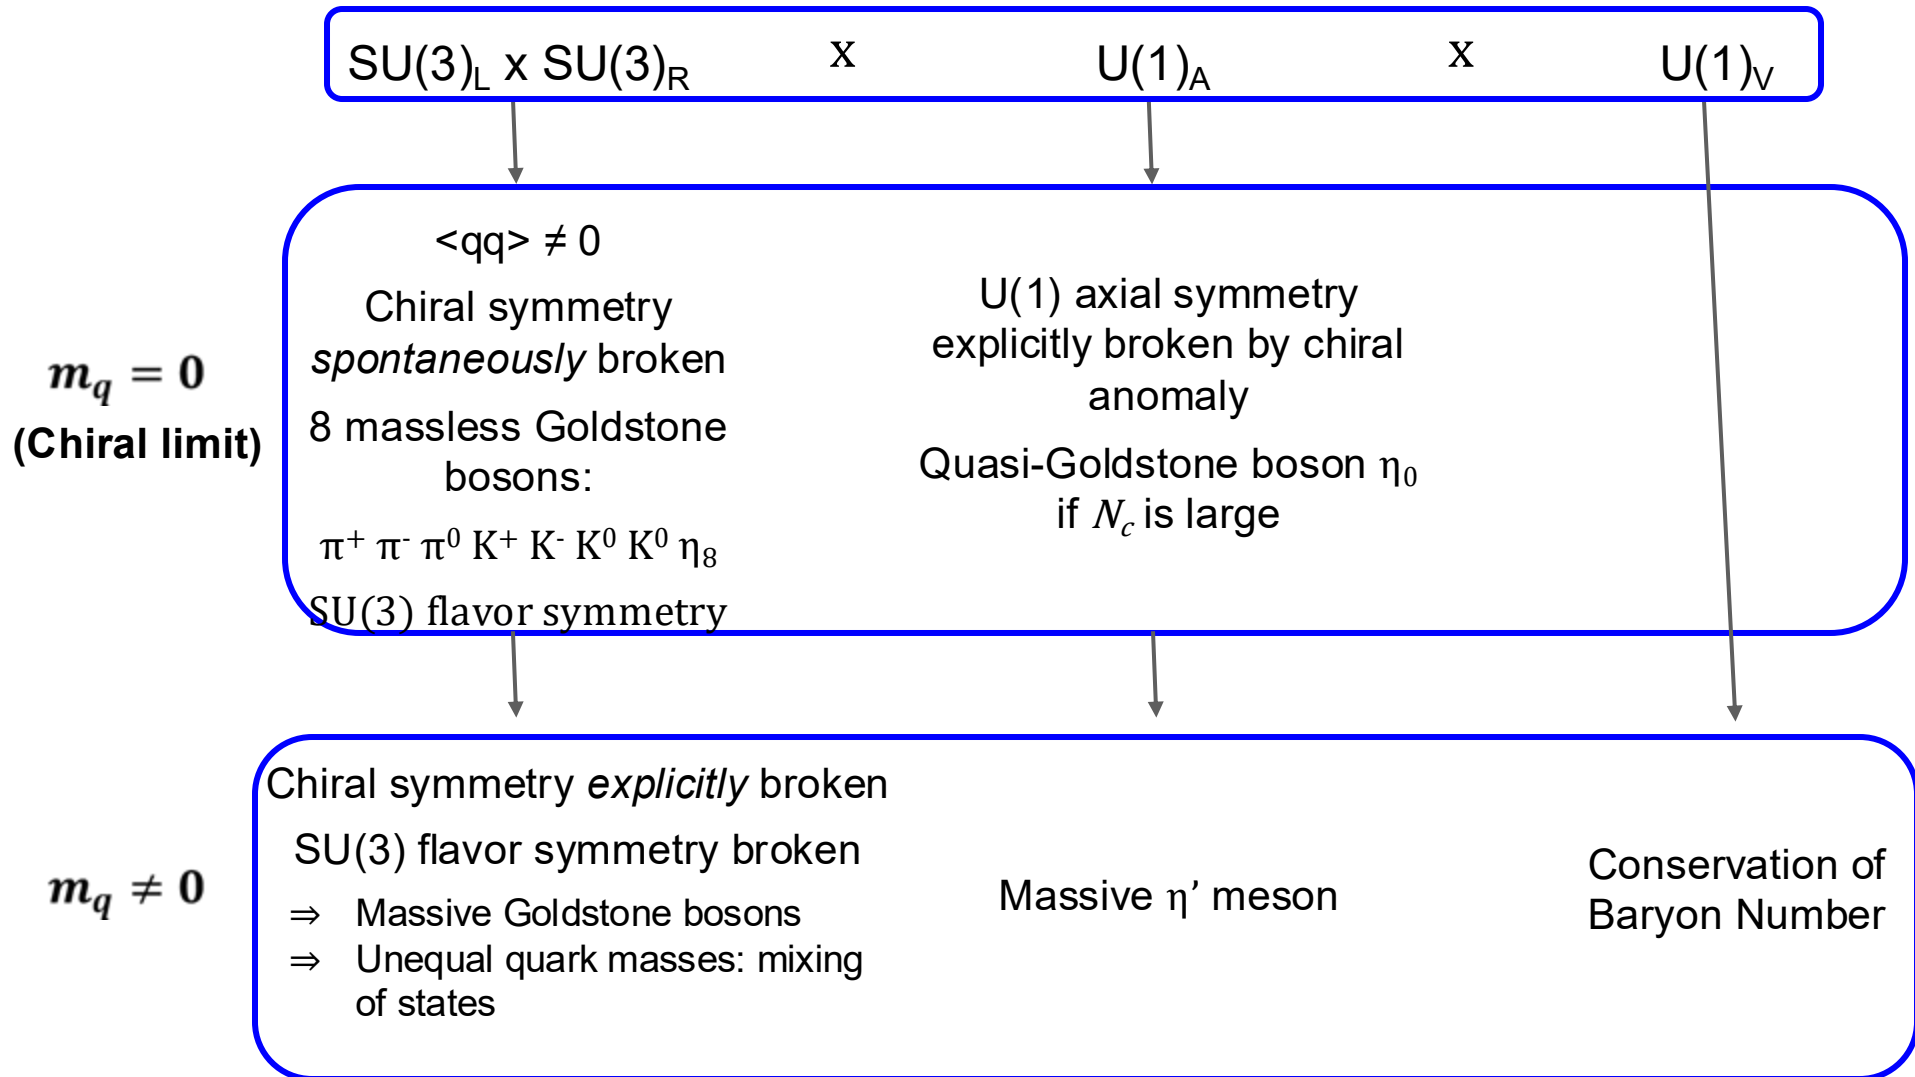 SU(3)L x SU(3)R x U(1)A x U(1)V
<qq> ≠ 0
Chiral symmetry
spontaneously broken
8 massless Goldstone
bosons:
π⁺ π⁻ π⁰ K⁺ K⁻ K⁰ K⁰ η₈
SU(3) flavor symmetry
U(1) axial symmetry
explicitly broken by chiral
anomaly
Quasi-Goldstone boson η₀
if Nc is large
mq = 0
(Chiral limit)
Chiral symmetry explicitly broken
SU(3) flavor symmetry broken
⇒ Massive Goldstone bosons
⇒ Unequal quark masses: mixing
of states
mq ≠ 0
Massive η’ meson
Conservation of
Baryon Number